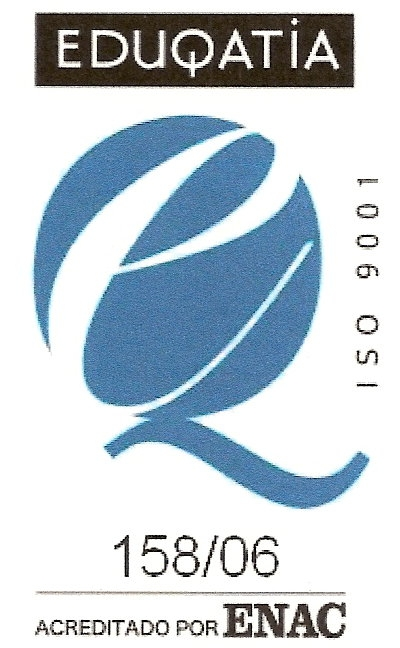 EDUQATIA
ISO 9001
158/06
ACREDITADO POR ENAC